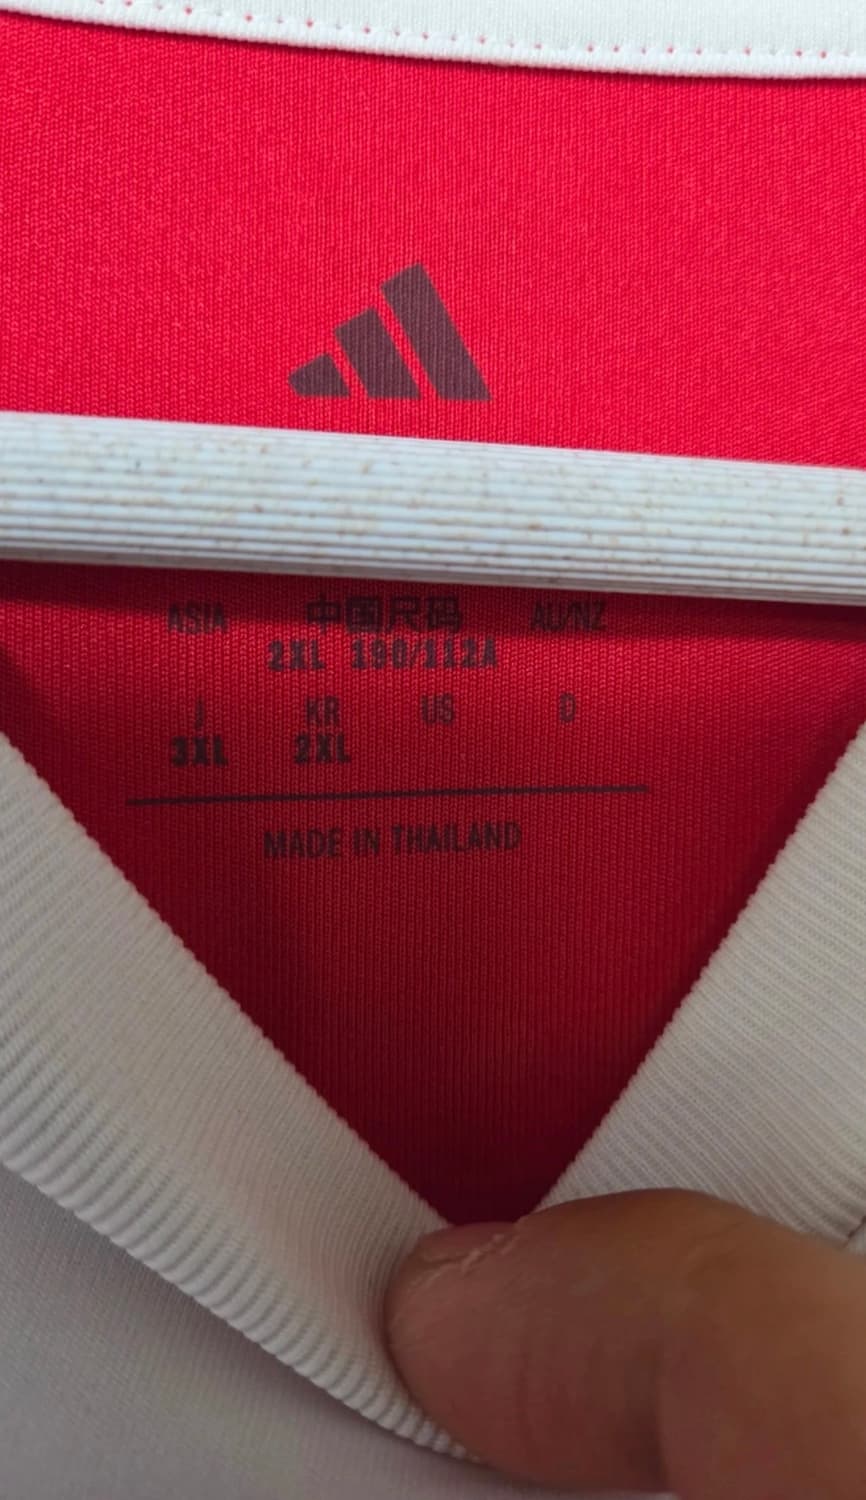 ASIA 中国尺码 AU/NZ
2XL 190/112A
J KR US D
3XL 2XL
MADE IN THAILAND